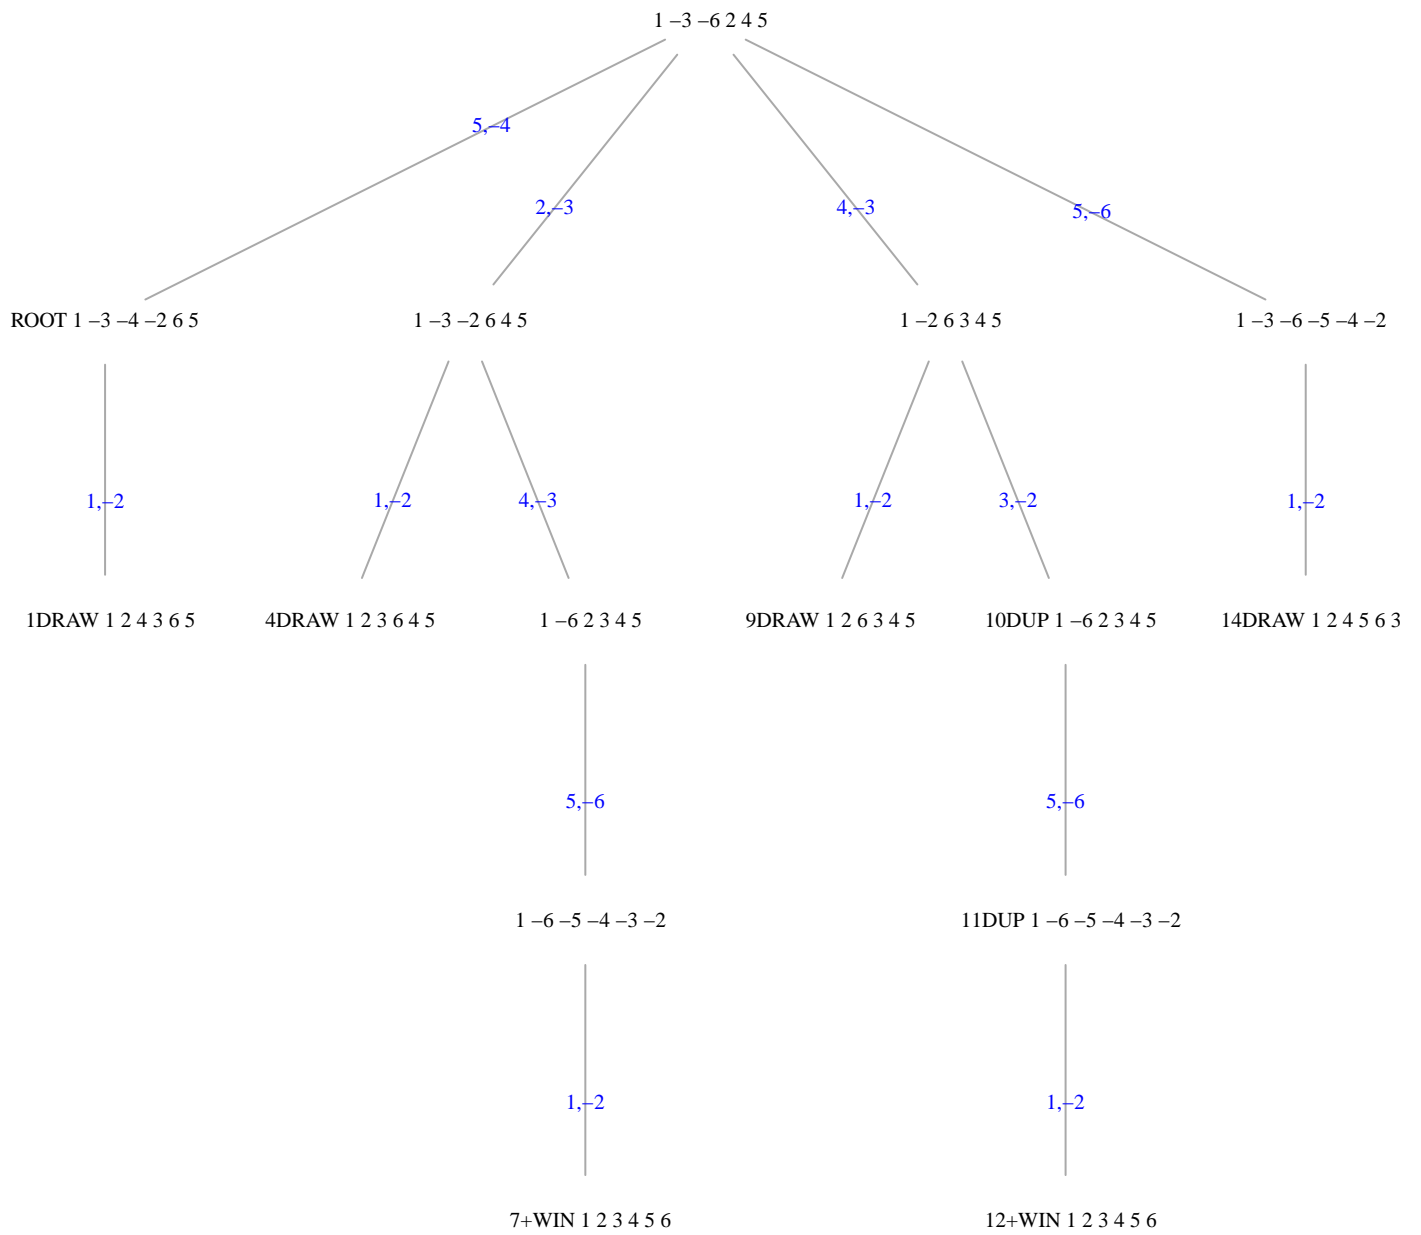 1 –3 –6 2 4 5
5,–4
2,–3
4,–3
5,–6
ROOT 1 –3 –4 –2 6 5
1 –3 –2 6 4 5
1 –2 6 3 4 5
1 –3 –6 –5 –4 –2
1,–2
1,–2
4,–3
1,–2
3,–2
1,–2
1DRAW 1 2 4 3 6 5
4DRAW 1 2 3 6 4 5
1 –6 2 3 4 5
9DRAW 1 2 6 3 4 5
10DUP 1 –6 2 3 4 5
14DRAW 1 2 4 5 6 3
5,–6
5,–6
1 –6 –5 –4 –3 –2
11DUP 1 –6 –5 –4 –3 –2
1,–2
1,–2
7+WIN 1 2 3 4 5 6
12+WIN 1 2 3 4 5 6